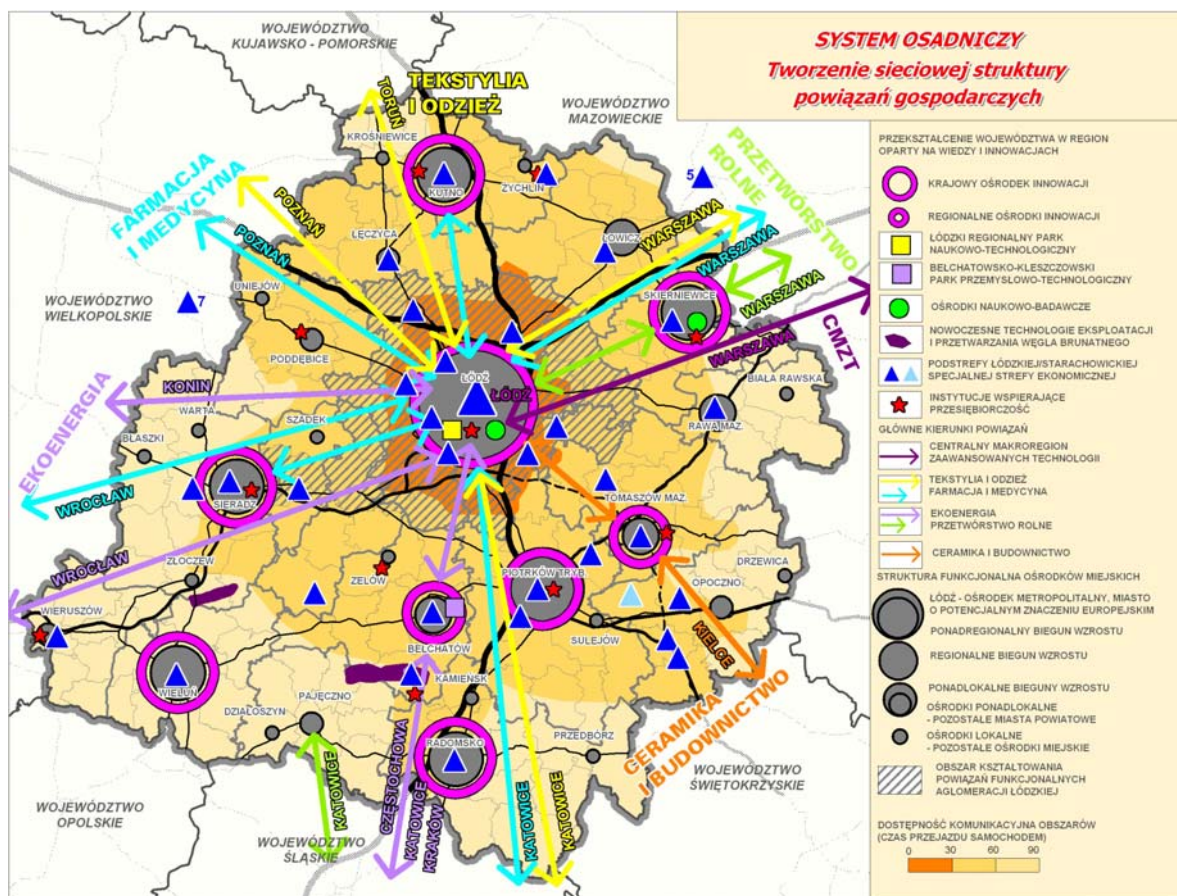 SYSTEM OSADNICZY
Tworzenie sieciowej struktury
powiązań gospodarczych
WOJEWÓDZTWO
KUJAWSKO - POMORSKIE
WOJEWÓDZTWO
MAZOWIECKIE
WOJEWÓDZTWO
WIELKOPOLSKIE
WOJEWÓDZTWO
OPOLSKIE
WOJEWÓDZTWO
ŚLĄSKIE
WOJEWÓDZTWO
ŚWIĘTOKRZYSKIE
TEKSTYLIA
I ODZIEŻ
FARMACJA
I MEDYCYNA
PRZETWÓRSTWO
ROLNE
CMZT
EKOENERGIA
CERAMIKA
I BUDOWNICTWO
TORUŃ
POZNAŃ
POZNAŃ
WARSZAWA
WARSZAWA
WARSZAWA
WARSZAWA
KONIN
WROCŁAW
WROCŁAW
KIELCE
KATOWICE
CZĘSTOCHOWA
KATOWICE
KRAKÓW
KATOWICE
KATOWICE
5
7
KROŚNIEWICE
KUTNO
ŻYCHLIN
ŁĘCZYCA
ŁOWICZ
UNIEJÓW
PODDĘBICE
SKIERNIEWICE
ŁÓDŹ
ŁÓDŹ
BIAŁA RAWSKA
RAWA MAZ.
WARTA
SZADEK
BŁASZKI
SIERADZ
TOMASZÓW MAZ.
ZŁOCZEW
ZELÓW
PIOTRKÓW TRYB.
DRZEWICA
OPOCZNO
WIERUSZÓW
BEŁCHATÓW
SULEJÓW
WIELUŃ
KAMIEŃSK
PAJĘCZNO
DZIAŁOSZYN
RADOMSKO
PRZEDBÓRZ
PRZEKSZTAŁCENIE WOJEWÓDZTWA W REGION
OPARTY NA WIEDZY I INNOWACJACH
KRAJOWY OŚRODEK INNOWACJI
REGIONALNE OŚRODKI INNOWACJI
ŁÓDZKI REGIONALNY PARK
NAUKOWO-TECHNOLOGICZNY
BEŁCHATOWSKO-KLESZCZOWSKI
PARK PRZEMYSŁOWO-TECHNOLOGICZNY
OŚRODKI NAUKOWO-BADAWCZE
NOWOCZESNE TECHNOLOGIE EKSPLOATACJI
I PRZETWARZANIA WĘGLA BRUNATNEGO
PODSTREFY ŁÓDZKIEJ/STARACHOWICKIEJ
SPECJALNEJ STREFY EKONOMICZNEJ
INSTYTUCJE WSPIERAJĄCE
PRZESIĘBIORCZOŚĆ
GŁÓWNE KIERUNKI POWIĄZAŃ
CENTRALNY MAKROREGION
ZAAWANSOWANYCH TECHNOLOGII
TEKSTYLIA I ODZIEŻ
FARMACJA I MEDYCYNA
EKOENERGIA
PRZETWÓRSTWO ROLNE
CERAMIKA I BUDOWNICTWO
STRUKTURA FUNKCJONALNA OŚRODKÓW MIEJSKICH
ŁÓDŹ - OŚRODEK METROPOLITALNY, MIASTO
O POTENCJALNYM ZNACZENIU EUROPEJSKIM
PONADREGIONALNY BIEGUN WZROSTU
REGIONALNE BIEGUNY WZROSTU
PONADLOKALNE BIEGUNY WZROSTU
OŚRODKI PONADLOKALNE
- POZOSTAŁE MIASTA POWIATOWE
OŚRODKI LOKALNE
- POZOSTAŁE OŚRODKI MIEJSKIE
OBSZAR KSZTAŁTOWANIA
POWIĄZAŃ FUNKCJONALNYCH
AGLOMERACJI ŁÓDZKIEJ
DOSTĘPNOŚĆ KOMUNIKACYJNA OBSZARÓW
(CZAS PRZEJAZDU SAMOCHODEM)
0 30 60 90